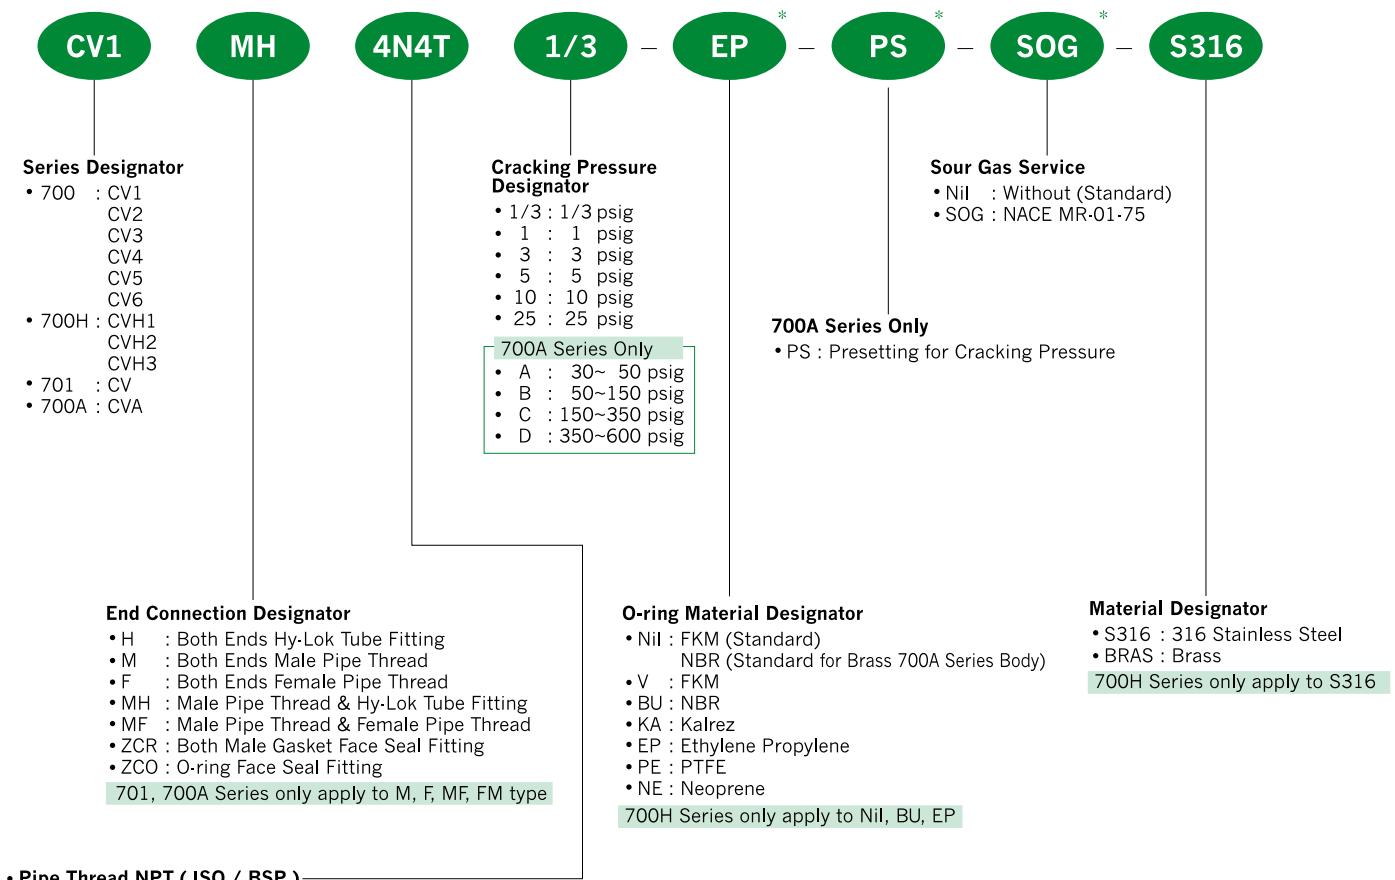 CV1 MH 4N4T 1/3 – EP* – PS* – SOG* – S316
Series Designator
• 700 : CV1
CV2
CV3
CV4
CV5
CV6
• 700H : CVH1
CVH2
CVH3
• 701 : CV
• 700A : CVA
Cracking Pressure
Designator
• 1/3 : 1/3 psig
• 1 : 1 psig
• 3 : 3 psig
• 5 : 5 psig
• 10 : 10 psig
• 25 : 25 psig
700A Series Only
• A : 30~ 50 psig
• B : 50~150 psig
• C : 150~350 psig
• D : 350~600 psig
Sour Gas Service
• Nil : Without (Standard)
• SOG : NACE MR-01-75
700A Series Only
• PS : Presetting for Cracking Pressure
End Connection Designator
• H : Both Ends Hy-Lok Tube Fitting
• M : Both Ends Male Pipe Thread
• F : Both Ends Female Pipe Thread
• MH : Male Pipe Thread & Hy-Lok Tube Fitting
• MF : Male Pipe Thread & Female Pipe Thread
• ZCR : Both Male Gasket Face Seal Fitting
• ZCO : O-ring Face Seal Fitting
701, 700A Series only apply to M, F, MF, FM type
O-ring Material Designator
• Nil : FKM (Standard)
NBR (Standard for Brass 700A Series Body)
• V : FKM
• BU : NBR
• KA : Kalrez
• EP : Ethylene Propylene
• PE : PTFE
• NE : Neoprene
700H Series only apply to Nil, BU, EP
Material Designator
• S316 : 316 Stainless Steel
• BRAS : Brass
700H Series only apply to S316
• Pipe Thread NPT ( ISO / BSP )